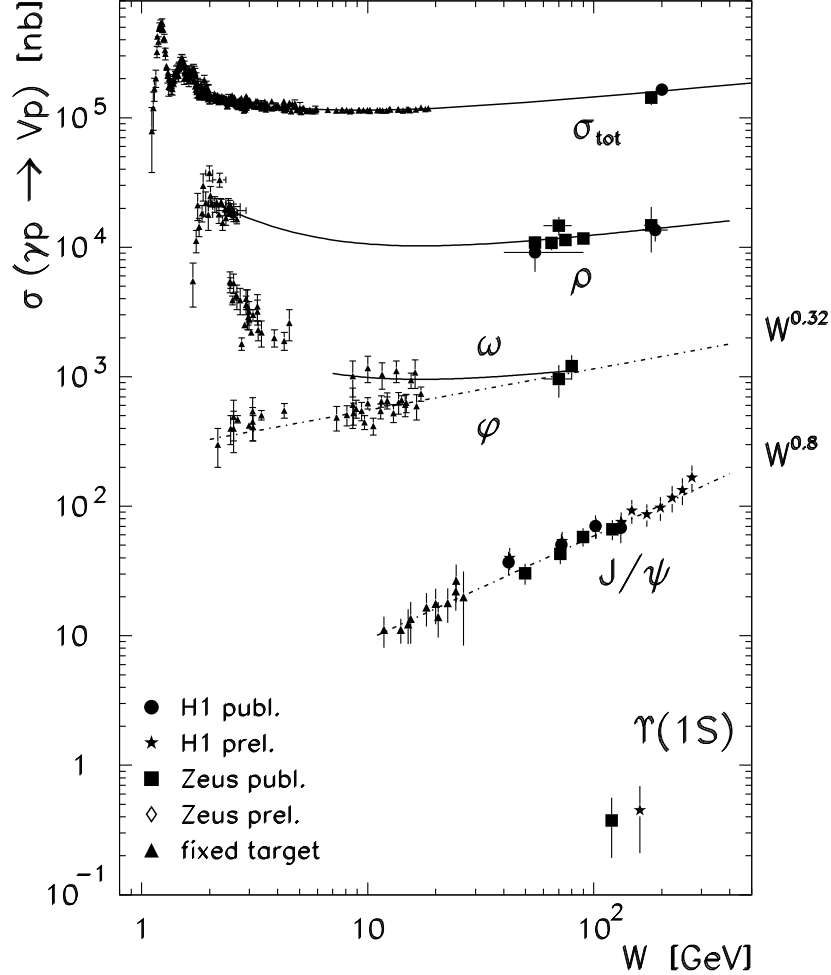 σ (γp → Vp) [nb]
10^5
σ_tot
10^4
ρ
W^0.32
ω
10^3
φ
W^0.8
10^2
J/ψ
10
H1 publ.
ϒ(1S)
H1 prel.
1
Zeus publ.
Zeus prel.
fixed target
10^-1
1 10 10^2
W [GeV]